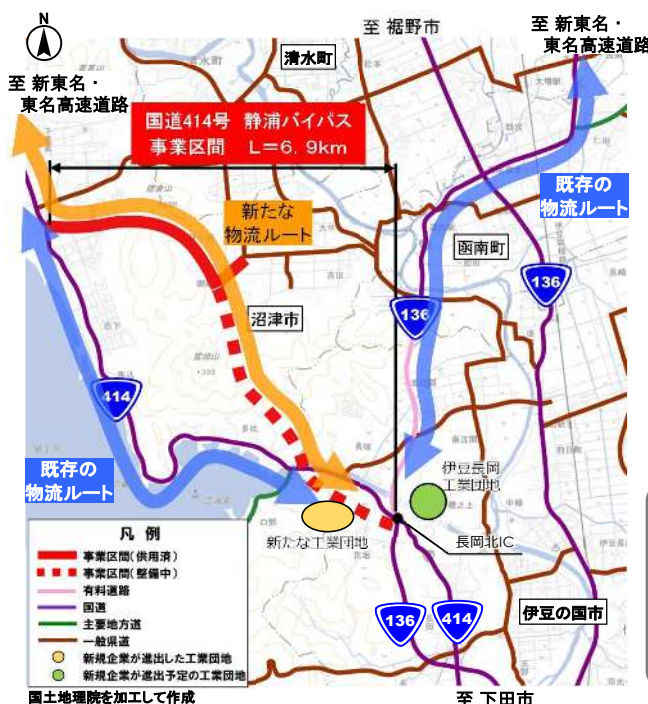 N
至 裾野市
至 新東名・
東名高速道路
清水町
至 新東名・
東名高速道路
国道414号 静浦バイパス
事業区間 L=6.9km
既存の
物流ルート
新たな
物流ルート
函南町
136
沼津市
136
414
既存の
物流ルート
伊豆長岡
工業団地
新たな工業団地
長岡北IC
凡 例
事業区間(供用済)
事業区間(整備中)
有料道路
国道
主要地方道
一般県道
新規企業が進出した工業団地
新規企業が進出予定の工業団地
136
414
伊豆の国市
国土地理院を加工して作成
至 下田市